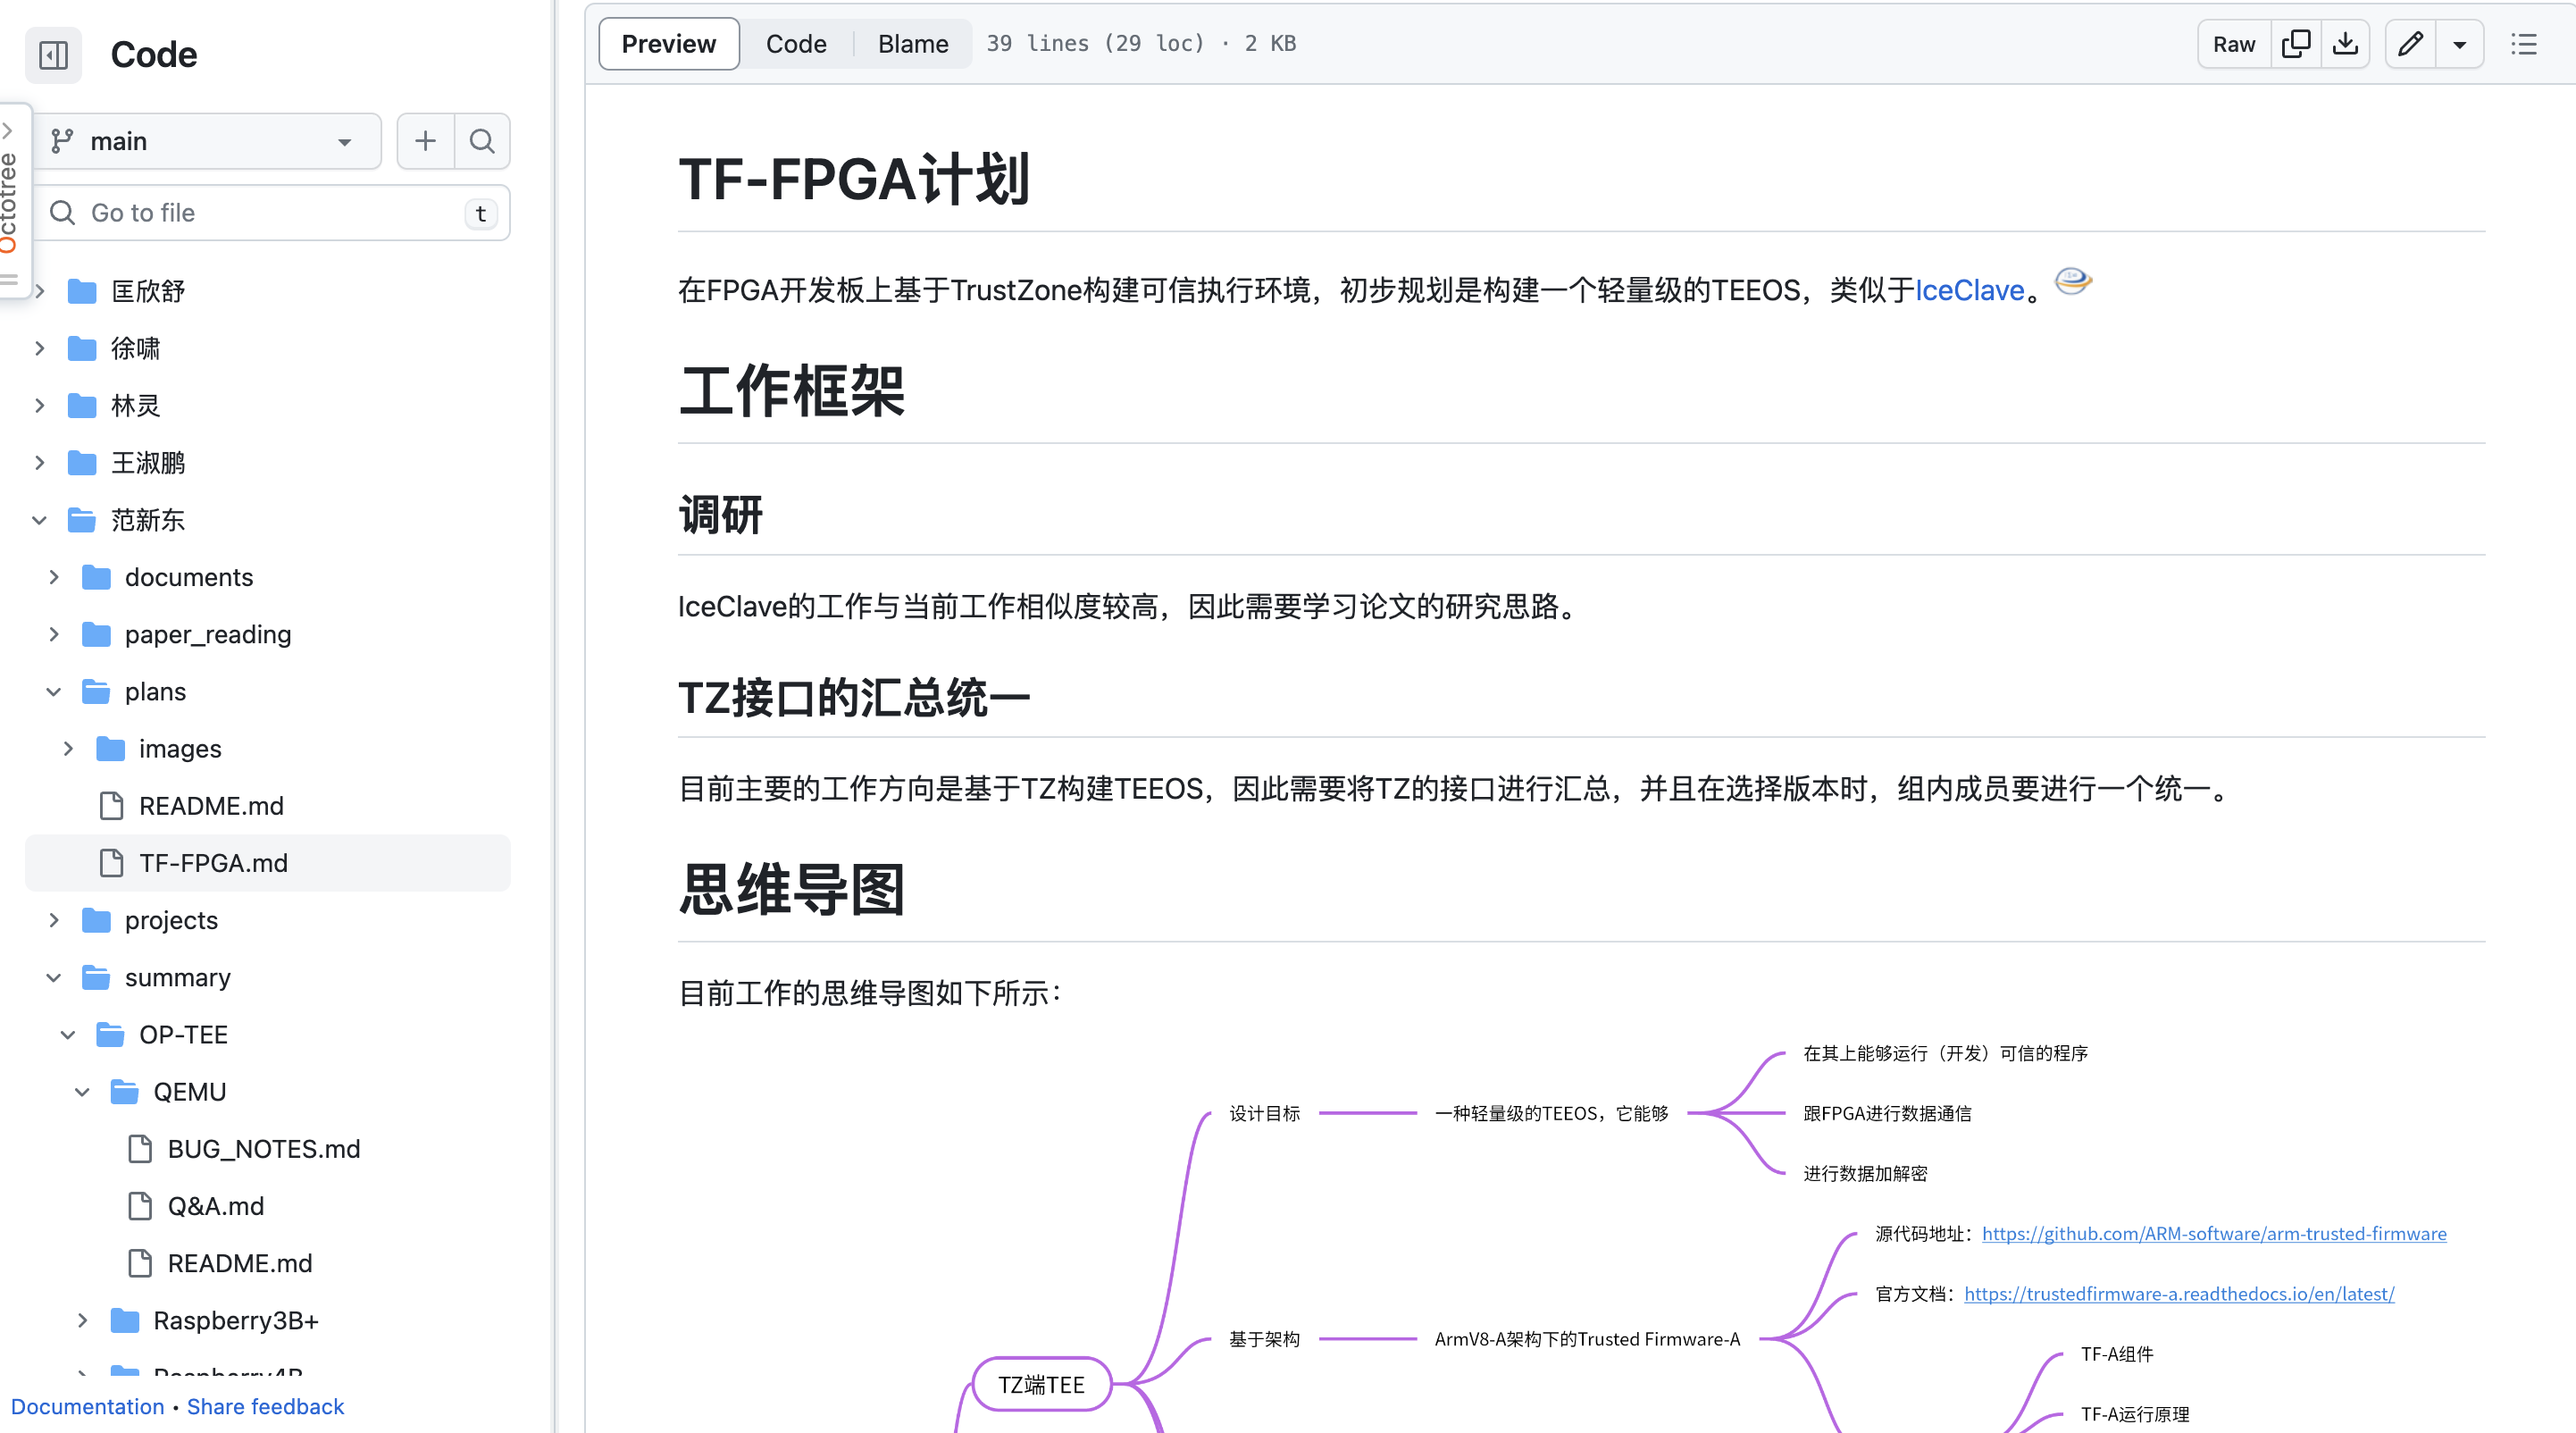 Code
Octotree
main
Go to file
t
匡欣舒
徐啸
林灵
王淑鹏
范新东
documents
paper_reading
plans
images
README.md
TF-FPGA.md
projects
summary
OP-TEE
QEMU
BUG_NOTES.md
Q&A.md
README.md
Raspberry3B+
Raspberry4B
Documentation • Share feedback
Preview Code Blame 39 lines (29 loc) · 2 KB Raw
TF-FPGA计划
在FPGA开发板上基于TrustZone构建可信执行环境，初步规划是构建一个轻量级的TEEOS，类似于IceClave。
工作框架
调研
IceClave的工作与当前工作相似度较高，因此需要学习论文的研究思路。
TZ接口的汇总统一
目前主要的工作方向是基于TZ构建TEEOS，因此需要将TZ的接口进行汇总，并且在选择版本时，组内成员要进行一个统一。
思维导图
目前工作的思维导图如下所示：
在其上能够运行（开发）可信的程序
设计目标 一种轻量级的TEEOS，它能够 跟FPGA进行数据通信
进行数据加解密
源代码地址：https://github.com/ARM-software/arm-trusted-firmware
官方文档：https://trustedfirmware-a.readthedocs.io/en/latest/
基于架构 ArmV8-A架构下的Trusted Firmware-A
TF-A组件
TZ端TEE
TF-A运行原理